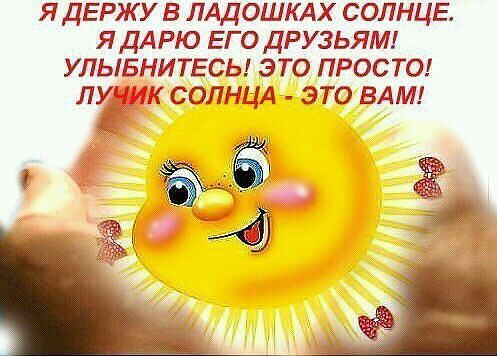 Я ДЕРЖУ В ЛАДОШКАХ СОЛНЦЕ.
Я ДАРЮ ЕГО ДРУЗЬЯМ!
УЛЫБНИТЕСЬ! ЭТО ПРОСТО!
ЛУЧИК СОЛНЦА - ЭТО ВАМ!